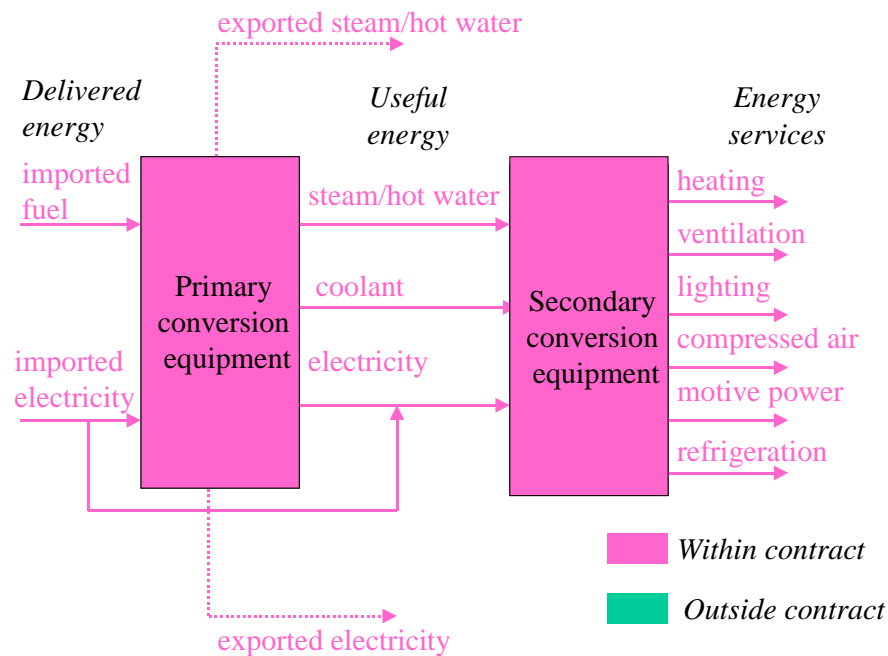 exported steam/hot water
Delivered
energy
Useful
energy
Energy
services
imported
fuel
steam/hot water
heating
ventilation
Primary
conversion
equipment
coolant
Secondary
conversion
equipment
lighting
compressed air
imported
electricity
electricity
motive power
refrigeration
Within contract
Outside contract
exported electricity